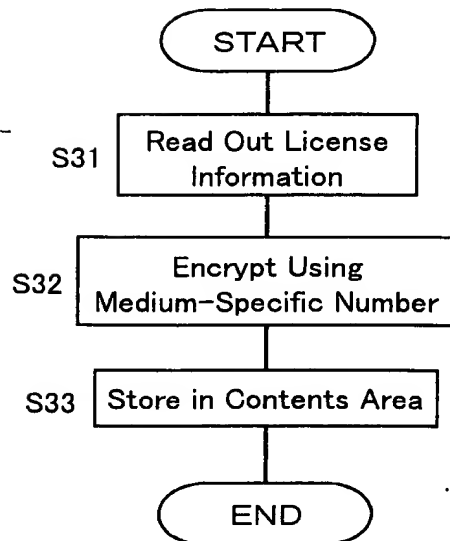 START
S31
Read Out License
Information
S32
Encrypt Using
Medium-Specific Number
S33
Store in Contents Area
END